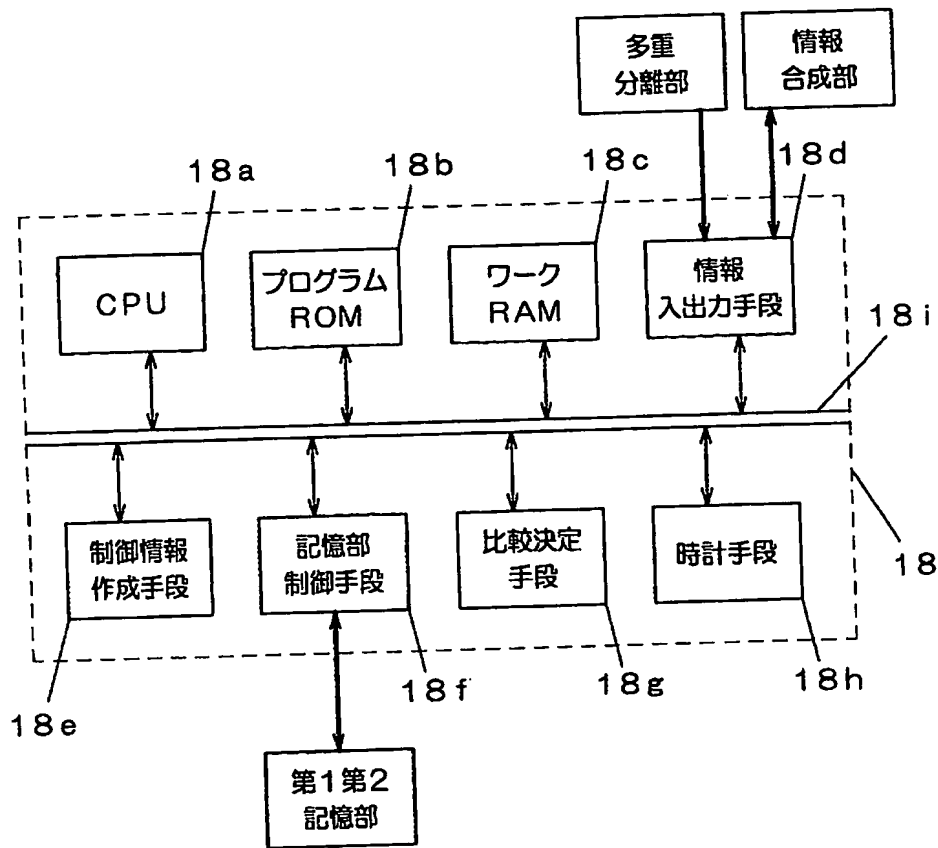 多重
分離部
情報
合成部
18a
18b
18c
18d
CPU
プログラム
ROM
ワーク
RAM
情報
入出力手段
18i
制御情報
作成手段
記憶部
制御手段
比較決定
手段
時計手段
18
18e
18f
18g
18h
第1第2
記憶部